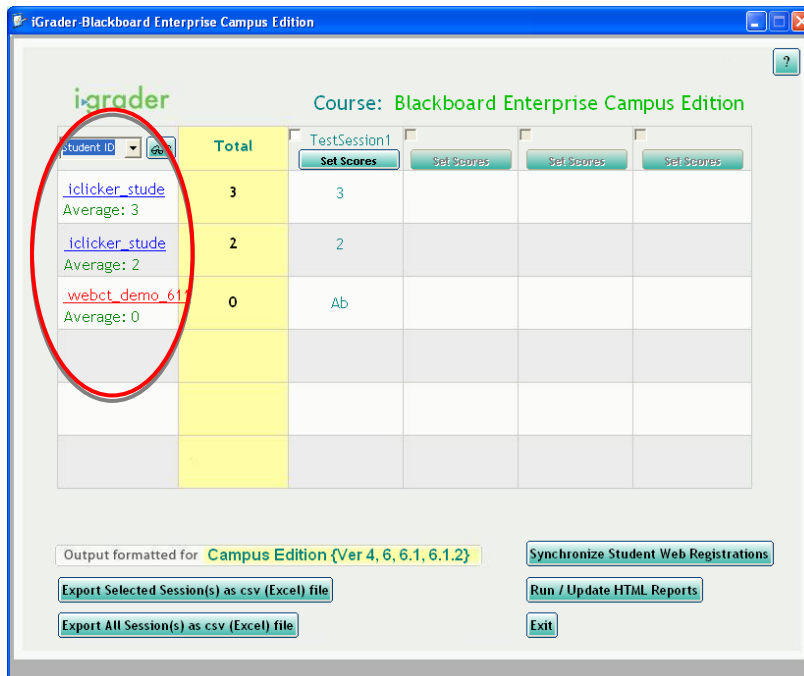 iGrader-Blackboard Enterprise Campus Edition
?
i►grader
Course: Blackboard Enterprise Campus Edition
Student ID
Total
TestSession1
Set Scores
Set Scores
Set Scores
Set Scores
_iclicker_stude
Average: 3
3
3
_iclicker_stude
Average: 2
2
2
_webct_demo_611
Average: 0
0
Ab
Output formatted for Campus Edition {Ver 4, 6, 6.1, 6.1.2}
Synchronize Student Web Registrations
Export Selected Session(s) as csv (Excel) file
Run / Update HTML Reports
Export All Session(s) as csv (Excel) file
Exit